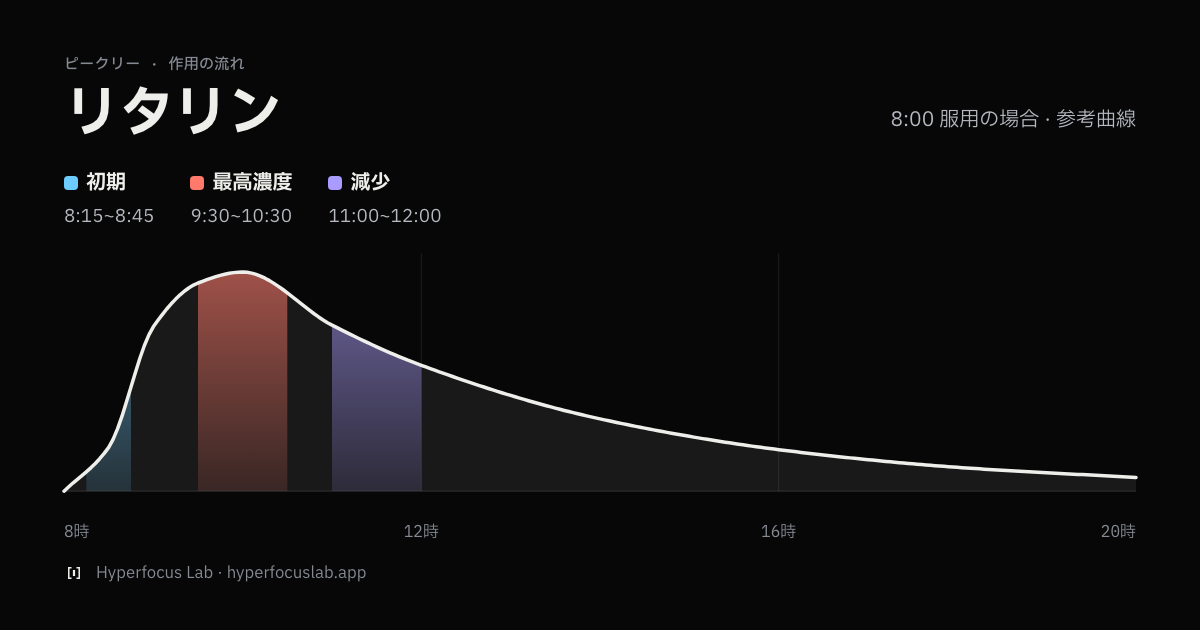 ピークリー · 作用の流れ
リタリン
8:00 服用の場合 · 参考曲線
初期 最高濃度 減少
8:15~8:45 9:30~10:30 11:00~12:00
8時 12時 16時 20時
Hyperfocus Lab · hyperfocuslab.app